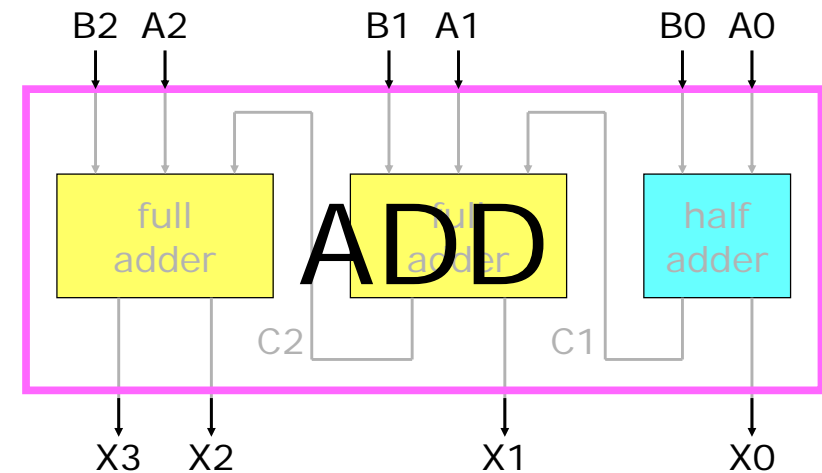 B2 A2 B1 A1 B0 A0
full full half
adder adder adder
ADD
C2 C1
X3 X2 X1 X0